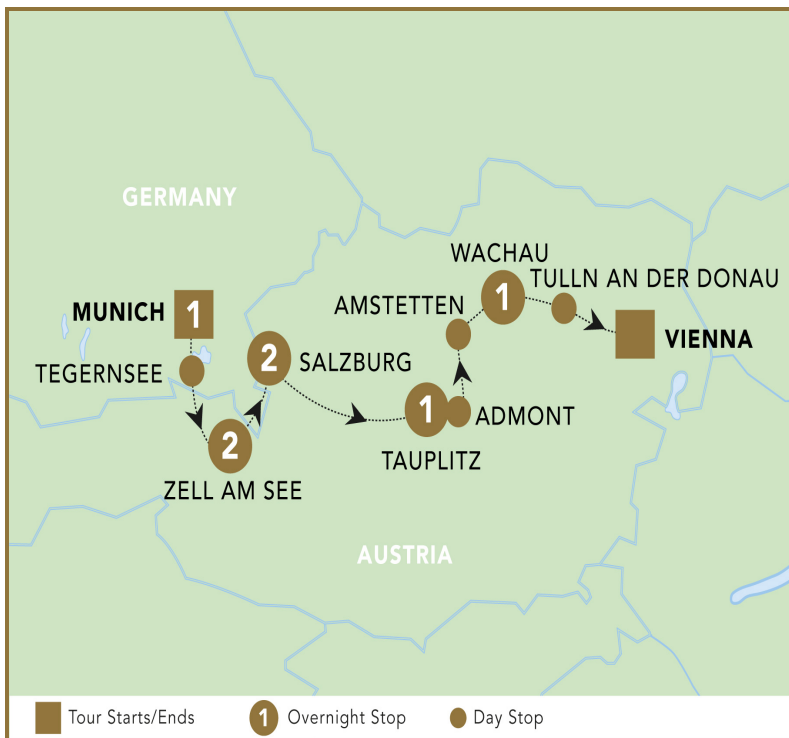 GERMANY
WACHAU
1
TULLN AN DER DONAU
MUNICH 1
AMSTETTEN
VIENNA
TEGERNSEE
2 SALZBURG
1 ADMONT
2
TAUPLITZ
ZELL AM SEE
AUSTRIA
Tour Starts/Ends 1 Overnight Stop Day Stop